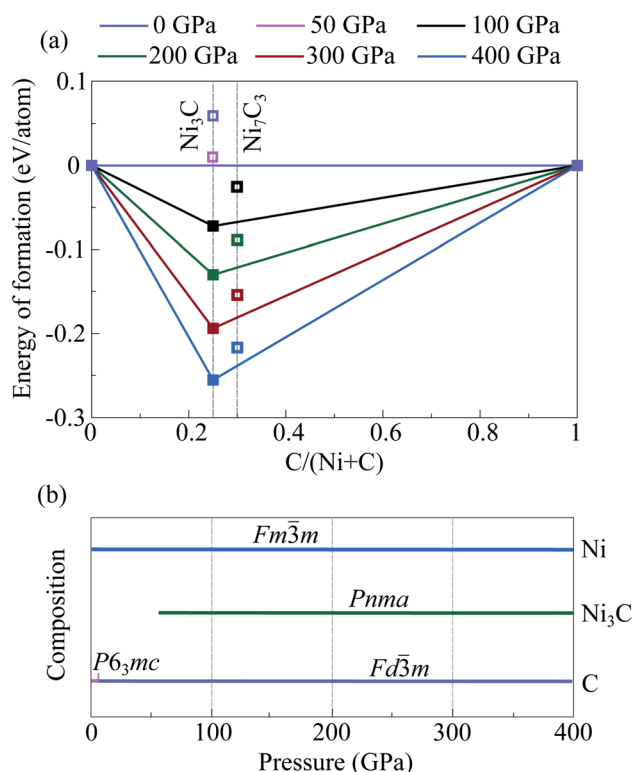 (a)
0 GPa 50 GPa 100 GPa
200 GPa 300 GPa 400 GPa
Energy of formation (eV/atom)
0.1
0
-0.1
-0.2
-0.3
Ni₃C
Ni₇C₃
0 0.2 0.4 0.6 0.8 1
C/(Ni+C)
(b)
Composition
Fm3̅m
Ni
Pnma
Ni₃C
P6₃mc
Fd3̅m
C
0 100 200 300 400
Pressure (GPa)